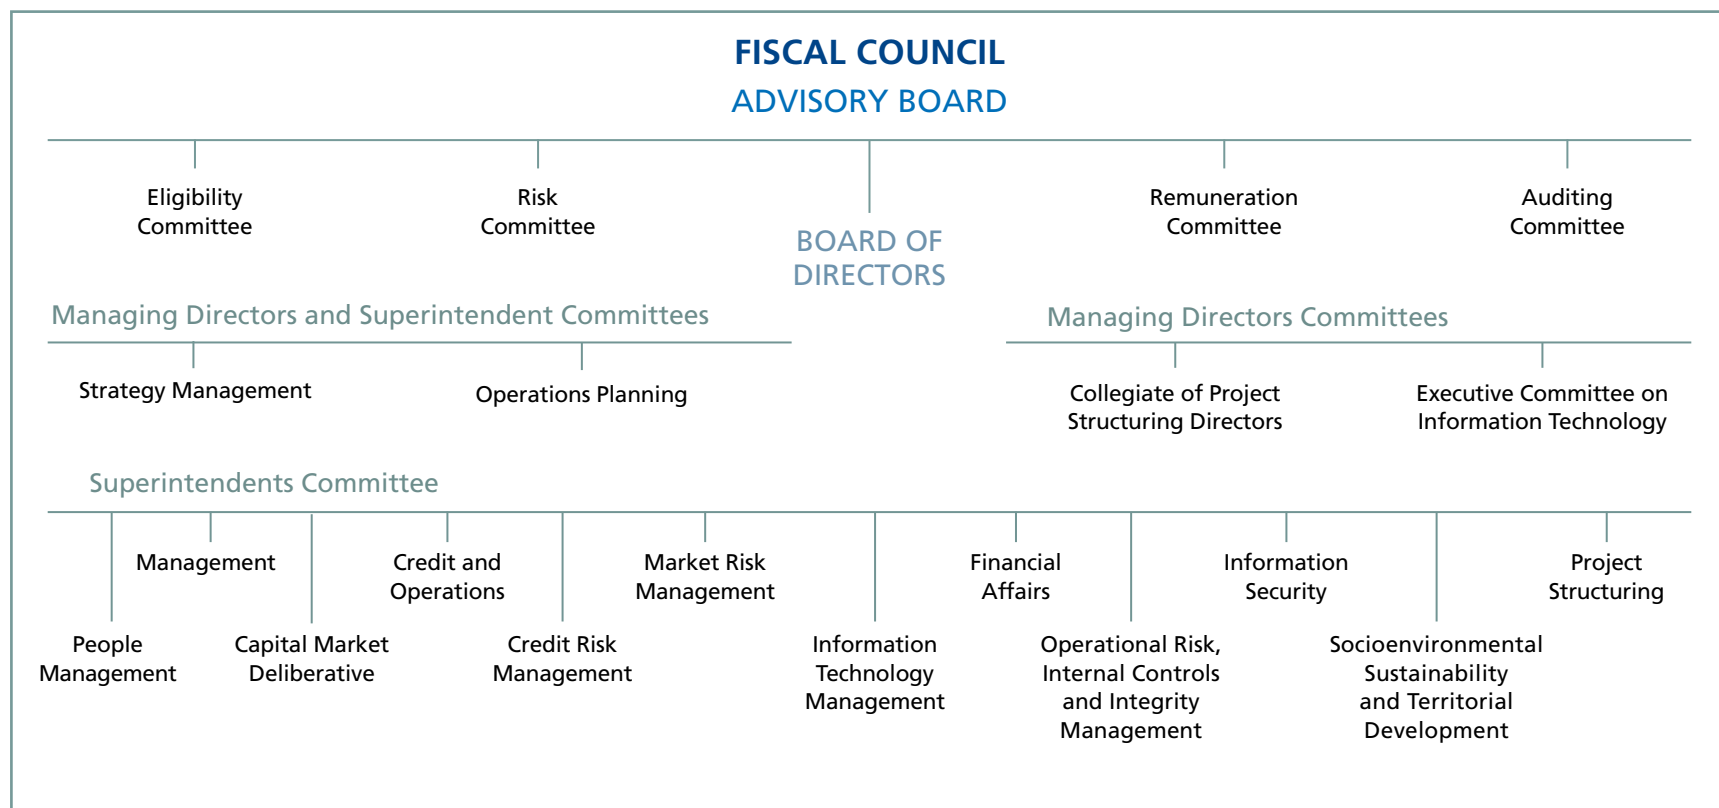 FISCAL COUNCIL
ADVISORY BOARD
Eligibility
Committee
Risk
Committee
Remuneration
Committee
Auditing
Committee
BOARD OF
DIRECTORS
Managing Directors and Superintendent Committees
Strategy Management
Operations Planning
Managing Directors Committees
Collegiate of Project
Structuring Directors
Executive Committee on
Information Technology
Superintendents Committee
People
Management
Management
Capital Market
Deliberative
Credit and
Operations
Credit Risk
Management
Market Risk
Management
Information
Technology
Management
Financial
Affairs
Operational Risk,
Internal Controls
and Integrity
Management
Information
Security
Socioenvironmental
Sustainability
and Territorial
Development
Project
Structuring